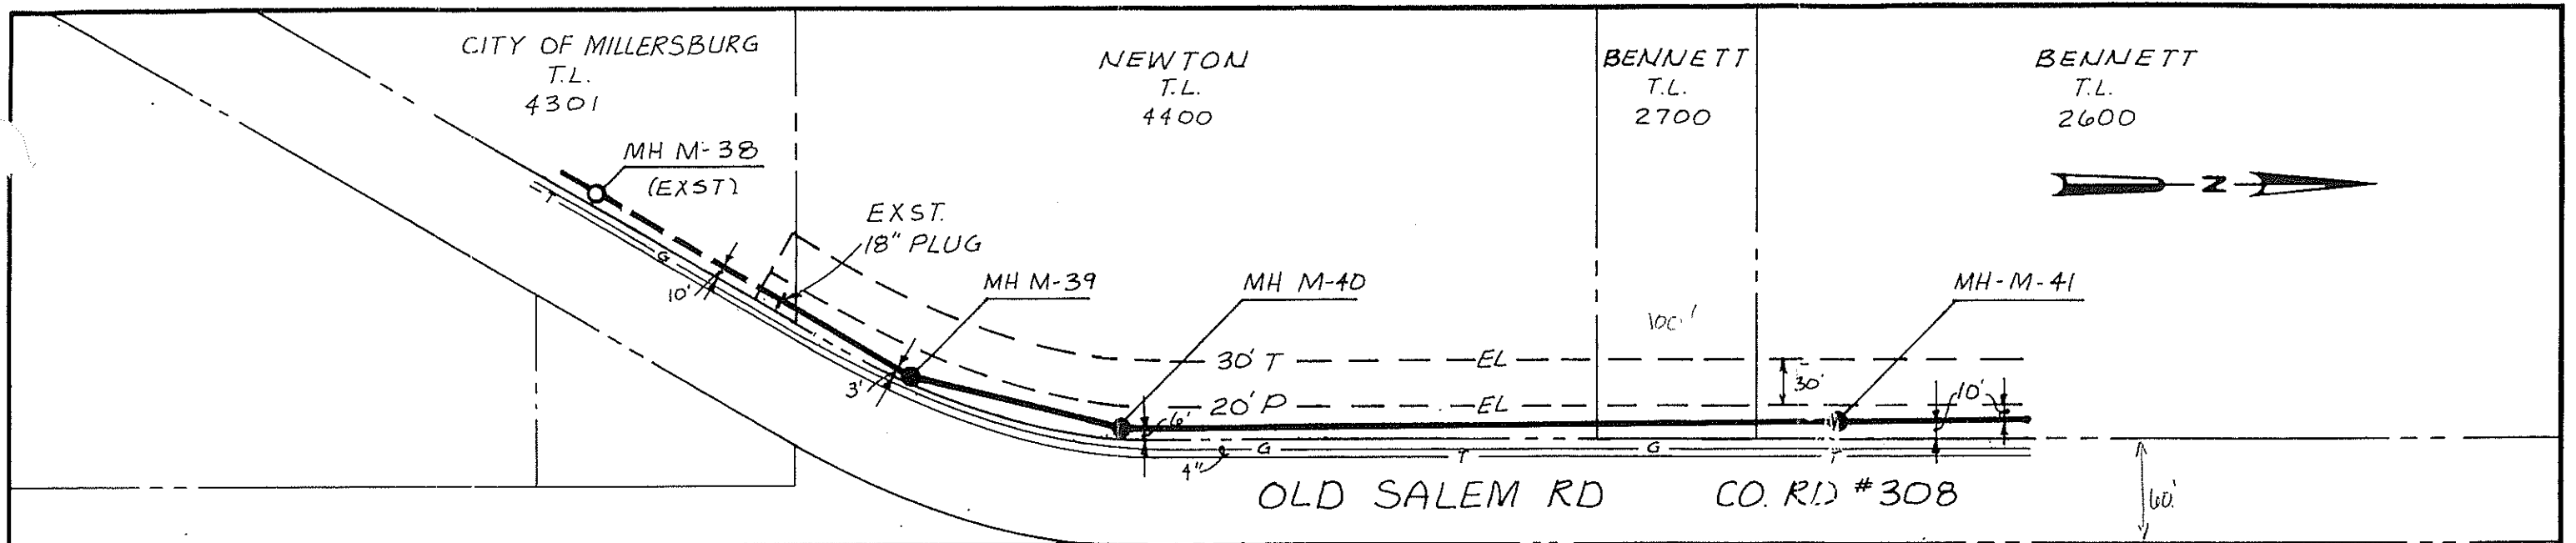 CITY OF MILLERSBURG
T.L.
4301
NEWTON
T.L.
4400
BENNETT
T.L.
2700
BENNETT
T.L.
2600
MH M-38
(EXST)
N
EXST.
18" PLUG
T
G
10'
MH M-39
MH M-40
MH-M-41
100'
30' T
EL
30'
3'
20' P
EL
10'
6'
4"
G
T
G
T
OLD SALEM RD CO. RD #308
60'